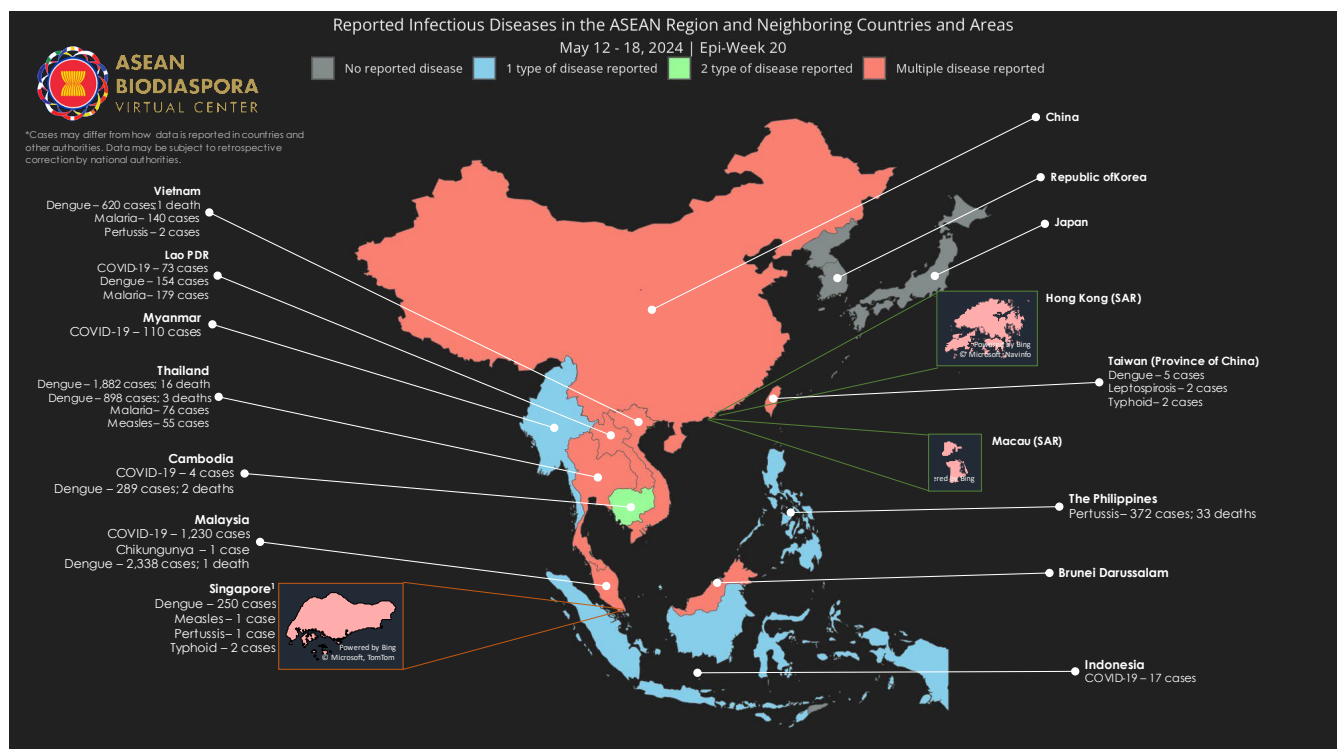 Reported Infectious Diseases in the ASEAN Region and Neighboring Countries and Areas
May 12 - 18, 2024 | Epi-Week 20
No reported disease
1 type of disease reported
2 type of disease reported
Multiple disease reported
ASEAN
BIODIASPORA
VIRTUAL CENTER
*Cases may differ from how data is reported in countries and
other authorities. Data may be subject to retrospective
correction by national authorities.
Vietnam
Dengue – 620 cases;1 death
Malaria– 140 cases
Pertussis – 2 cases
Lao PDR
COVID-19 – 73 cases
Dengue – 154 cases
Malaria– 179 cases
Myanmar
COVID-19 – 110 cases
Thailand
Dengue – 1,882 cases; 16 death
Dengue – 898 cases; 3 deaths
Malaria– 76 cases
Measles – 55 cases
Cambodia
COVID-19 – 4 cases
Dengue – 289 cases; 2 deaths
Malaysia
COVID-19 – 1,230 cases
Chikungunya – 1 case
Dengue – 2,338 cases; 1 death
Singapore¹
Dengue – 250 cases
Measles – 1 case
Pertussis– 1 case
Typhoid – 2 cases
Powered by Bing
© Microsoft, TomTom
China
Republic ofKorea
Japan
Hong Kong (SAR)
Powered by Bing
© Microsoft, Navinfo
Taiwan (Province of China)
Dengue – 5 cases
Leptospirosis – 2 cases
Typhoid– 2 cases
Macau (SAR)
ered by Bing
The Philippines
Pertussis – 372 cases; 33 deaths
Brunei Darussalam
Indonesia
COVID-19 – 17 cases